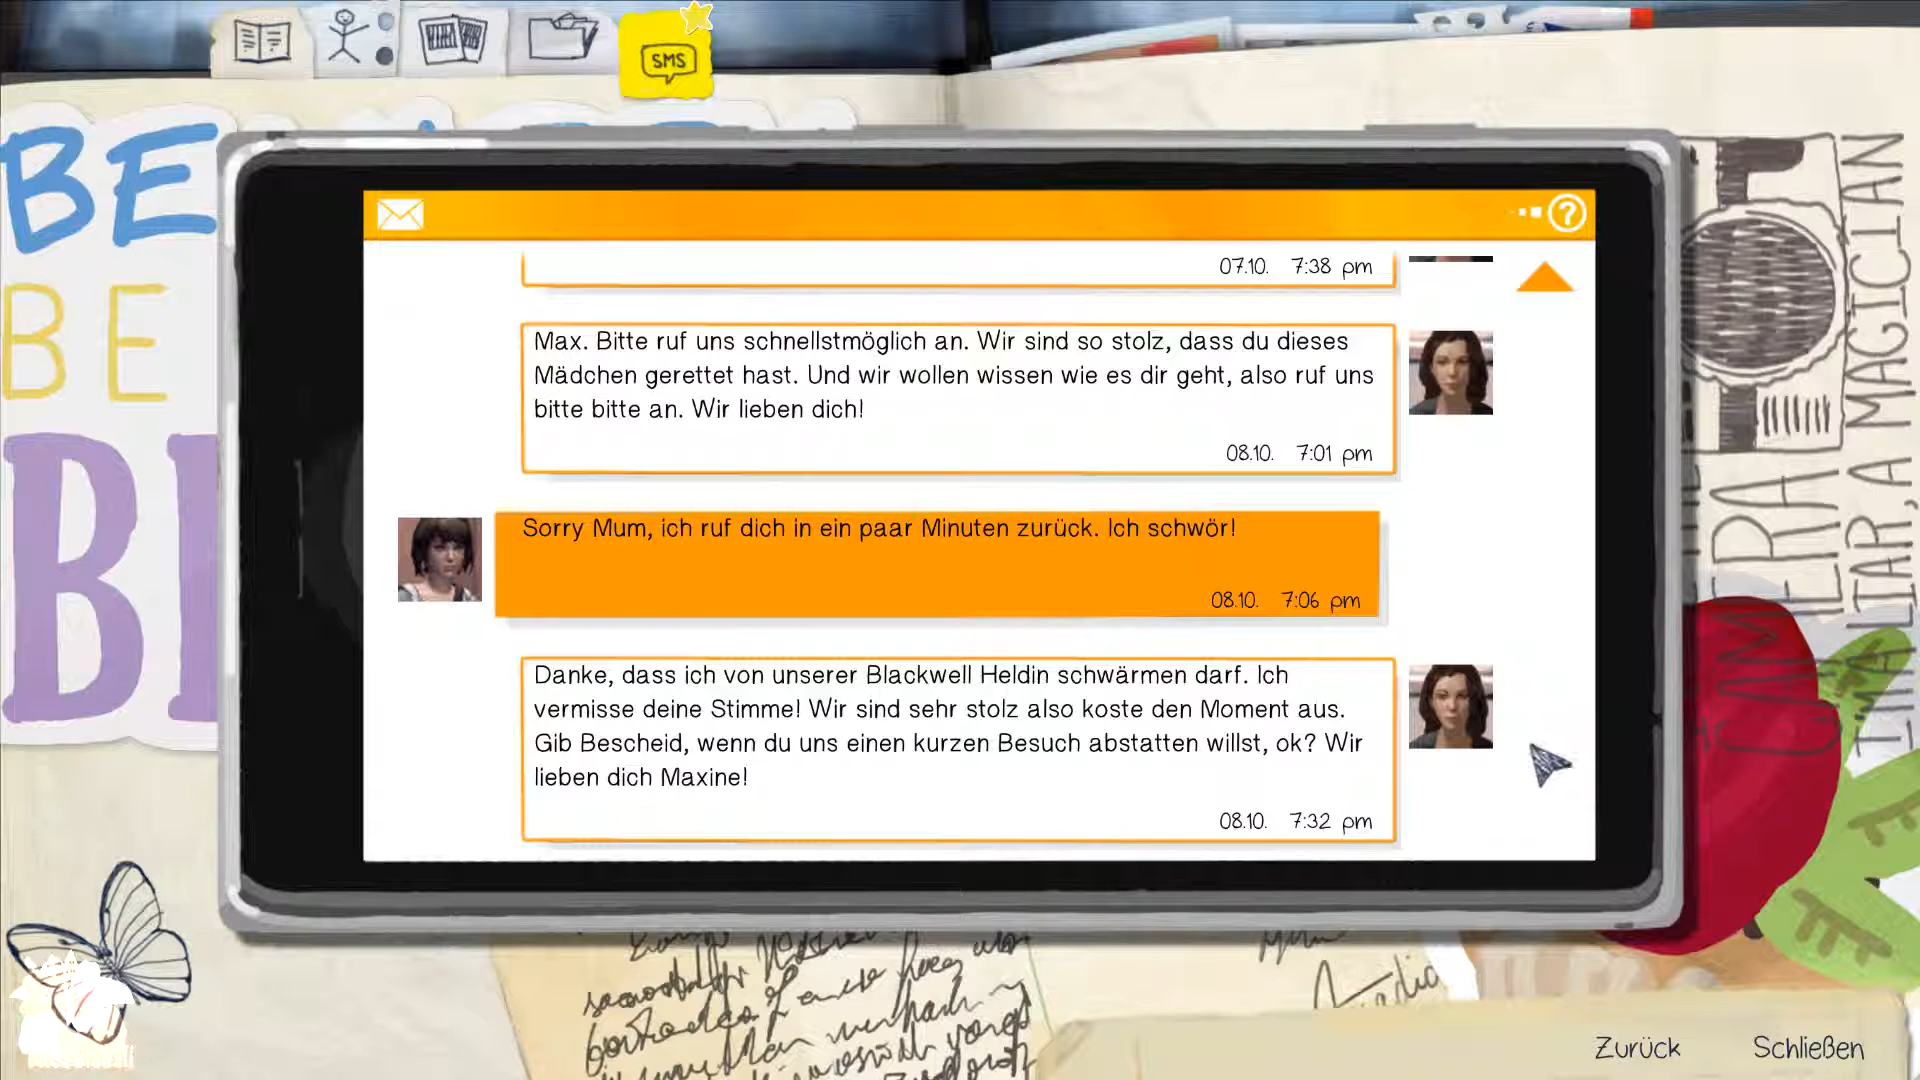 SMS
BE
BE
07.10. 7:38 pm
Max. Bitte ruf uns schnellstmöglich an. Wir sind so stolz, dass du dieses
Mädchen gerettet hast. Und wir wollen wissen wie es dir geht, also ruf uns
bitte bitte an. Wir lieben dich!
08.10. 7:01 pm
Sorry Mum, ich ruf dich in ein paar Minuten zurück. Ich schwör!
08.10. 7:06 pm
Danke, dass ich von unserer Blackwell Heldin schwärmen darf. Ich
vermisse deine Stimme! Wir sind sehr stolz also koste den Moment aus.
Gib Bescheid, wenn du uns einen kurzen Besuch abstatten willst, ok? Wir
lieben dich Maxine!
08.10. 7:32 pm
CAMERA
LIAR, A MAGICIAN
Zurück
Schließen